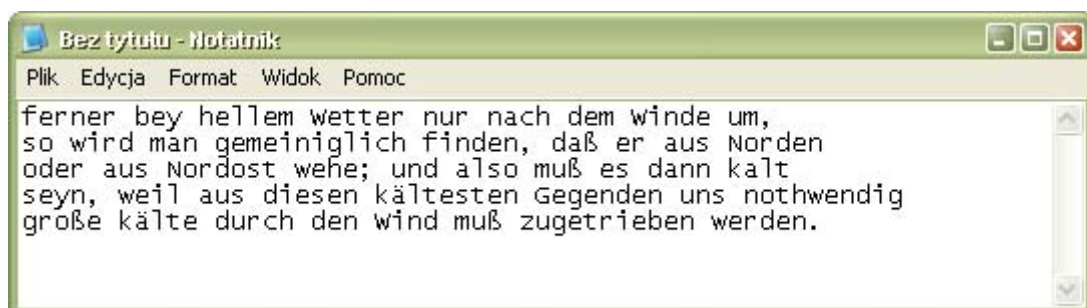 Bez tytułu - Notatnik
Plik Edycja Format Widok Pomoc
ferner bey hellem Wetter nur nach dem Winde um,
so wird man gemeiniglich finden, daß er aus Norden
oder aus Nordost wehe; und also muß es dann kalt
seyn, weil aus diesen kältesten Gegenden uns nothwendig
große Kälte durch den Wind muß zugetrieben werden.